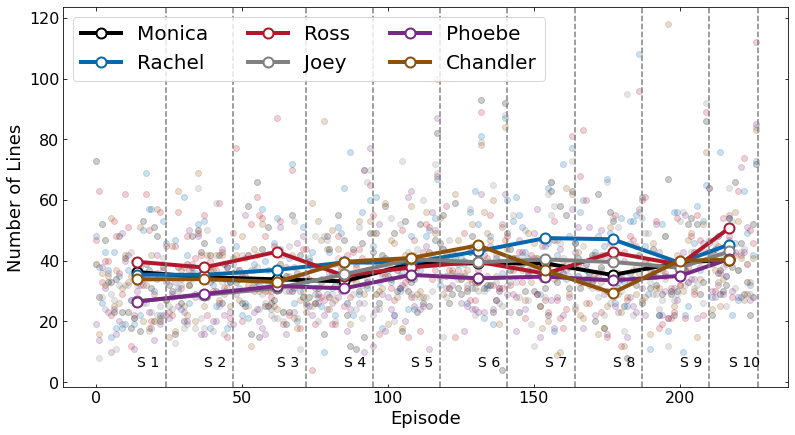 120
100
80
60
40
20
0
Number of Lines
Monica Ross Phoebe
Rachel Joey Chandler
S 1 S 2 S 3 S 4 S 5 S 6 S 7 S 8 S 9 S 10
0 50 100 150 200
Episode